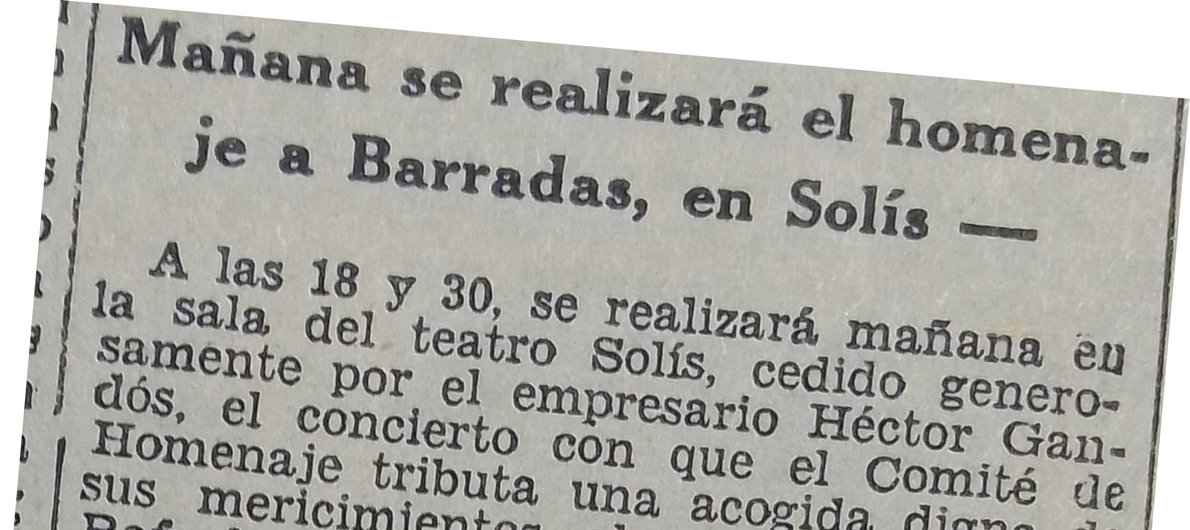 Mañana se realizará el homena-
je a Barradas, en Solís —
A las 18 y 30, se realizará mañana en
la sala del teatro Solís, cedido genero-
samente por el empresario Héctor Gan-
dós, el concierto con que el Comité de
Homenaje tributa una acogida digna
sus mericimientos